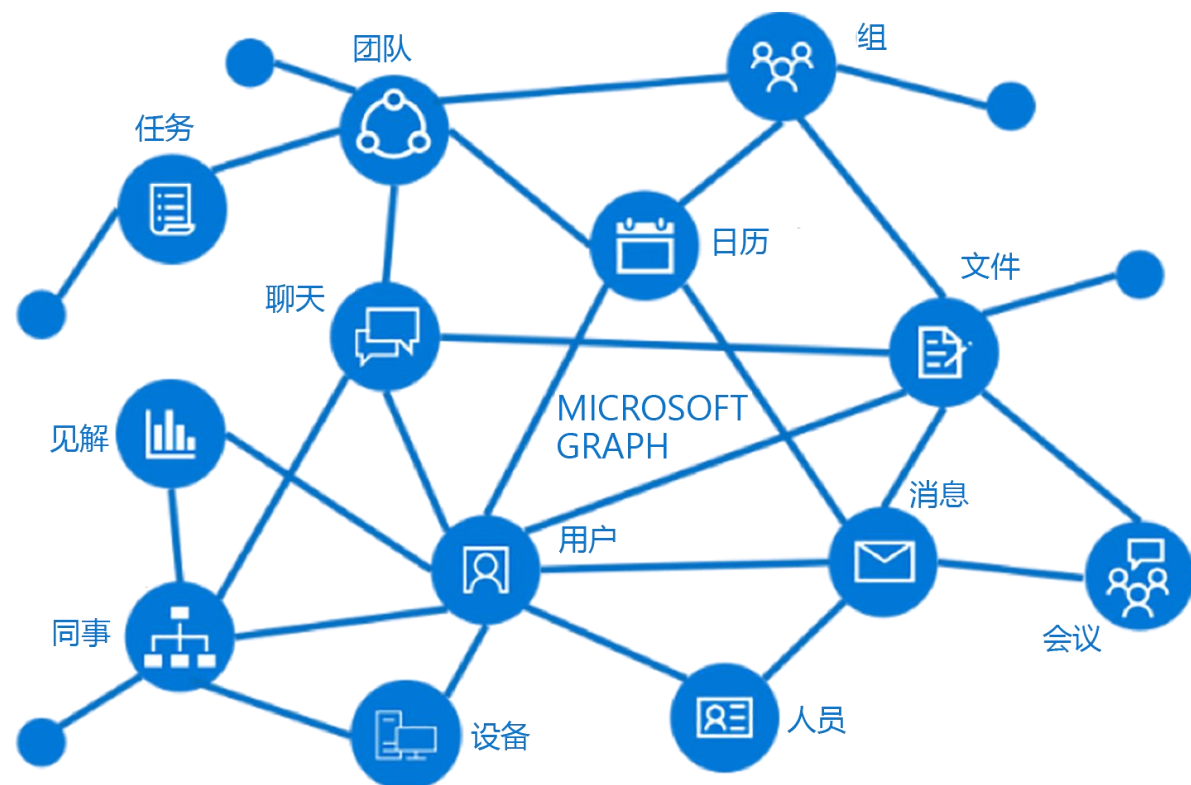 团队
组
任务
日历
文件
聊天
MICROSOFT
GRAPH
见解
消息
用户
同事
会议
人员
设备